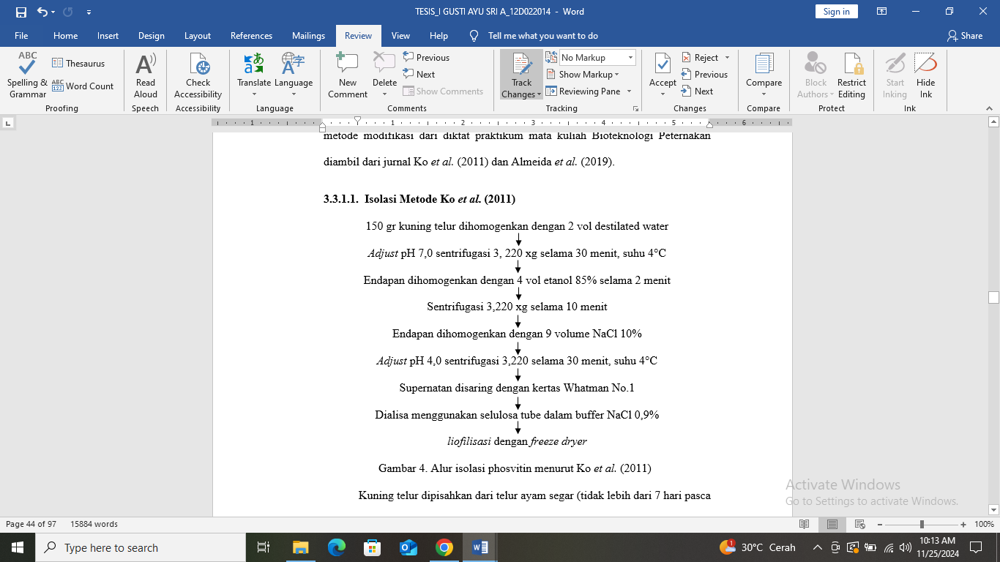 TESIS_I GUSTI AYU SRI A_12D022014 - Word
Sign in
File Home Insert Design Layout References Mailings Review View Help Tell me what you want to do Share
ABC
Spelling & Grammar
Thesaurus
ABC 123 Word Count
Proofing
Read Aloud
Speech
Check Accessibility
Accessibility
Translate
Language
Language
New Comment
Delete
Previous
Next
Show Comments
Comments
Track Changes
No Markup
Show Markup
Reviewing Pane
Tracking
Accept
Reject
Previous
Next
Changes
Compare
Compare
Block Authors
Restrict Editing
Protect
Start Inking
Hide Ink
Ink
1 1 2 3 4 5 6
metode modifikasi dari diktat praktikum mata kuliah Bioteknologi Peternakan
diambil dari jurnal Ko et al. (2011) dan Almeida et al. (2019).
3.3.1.1. Isolasi Metode Ko et al. (2011)
150 gr kuning telur dihomogenkan dengan 2 vol destilated water
Adjust pH 7,0 sentrifugasi 3, 220 xg selama 30 menit, suhu 4°C
Endapan dihomogenkan dengan 4 vol etanol 85% selama 2 menit
Sentrifugasi 3,220 xg selama 10 menit
Endapan dihomogenkan dengan 9 volume NaCl 10%
Adjust pH 4,0 sentrifugasi 3,220 selama 30 menit, suhu 4°C
Supernatan disaring dengan kertas Whatman No.1
Dialisa menggunakan selulosa tube dalam buffer NaCl 0,9%
liofilisasi dengan freeze dryer
Gambar 4. Alur isolasi phosvitin menurut Ko et al. (2011)
Kuning telur dipisahkan dari telur ayam segar (tidak lebih dari 7 hari pasca
Activate Windows
Go to Settings to activate Windows.
Page 44 of 97 15884 words
100%
Type here to search
1
30°C Cerah
10:13 AM
11/25/2024